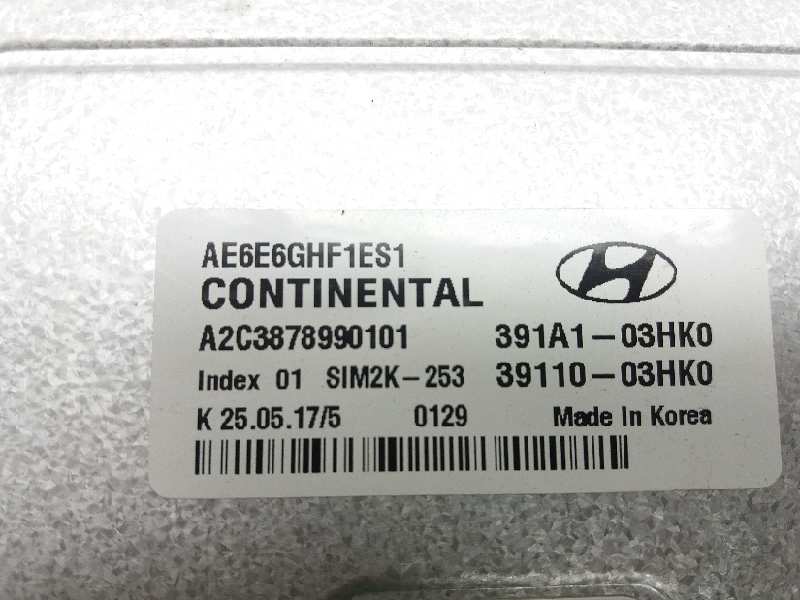 AE6E6GHF1ES1
CONTINENTAL
A2C3878990101 391A1-03HK0
Index 01 SIM2K-253 39110-03HK0
K 25.05.17/5 0129 Made In Korea